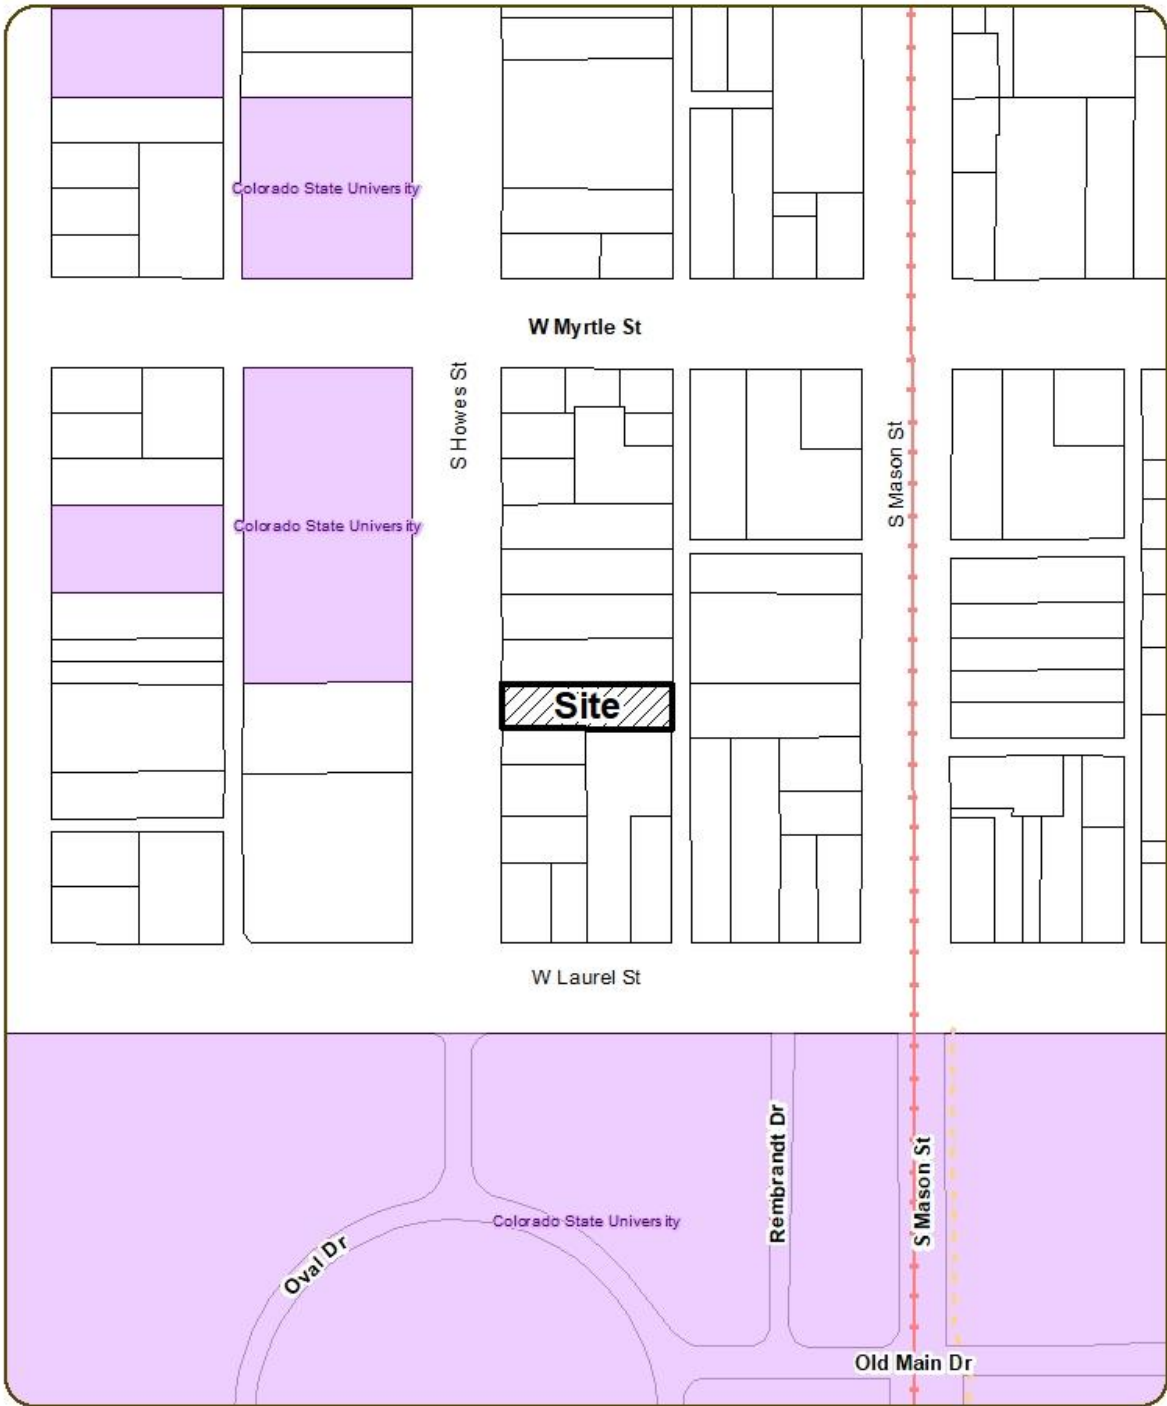 Colorado State University
W Myrtle St
S Howes St
S Mason St
Colorado State University
Site
W Laurel St
Rembrandt Dr
S Mason St
Colorado State University
Oval Dr
Old Main Dr